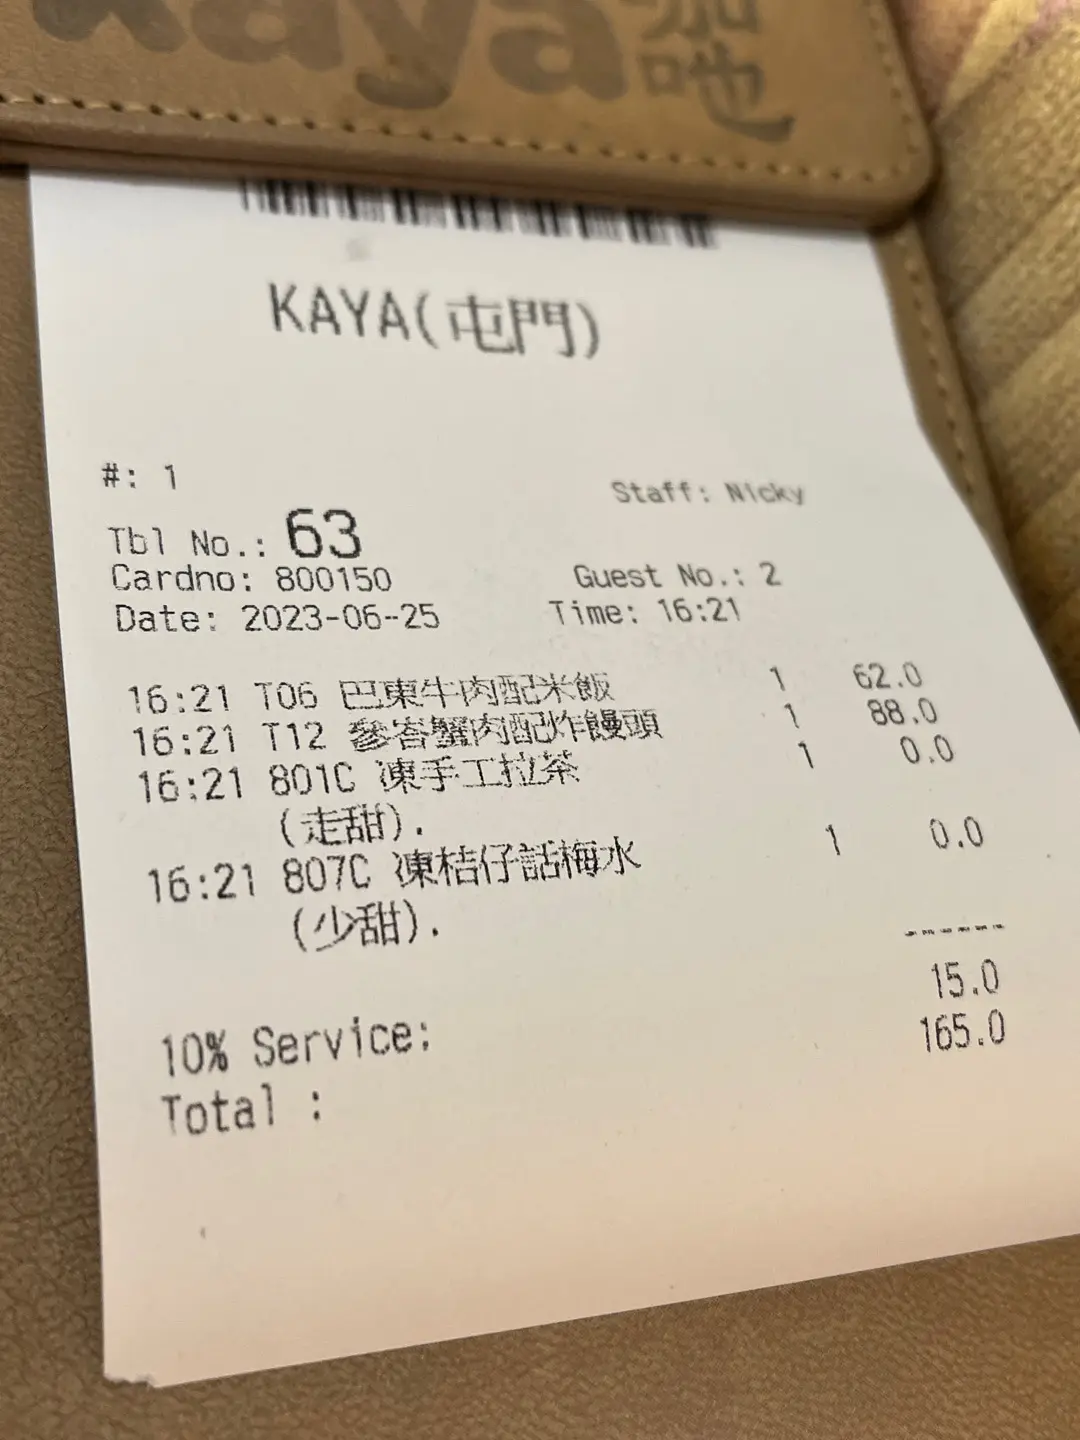 kaya 咖吔
KAYA(屯門)
#: 1 Staff: Nicky
Tbl No.: 63
Cardno: 800150 Guest No.: 2
Date: 2023-06-25 Time: 16:21
16:21 T06 巴東牛肉配米飯 1 62.0
16:21 T12 參峇蟹肉配炸饅頭 1 88.0
16:21 801C 凍手工拉茶 1 0.0
(走甜).
16:21 807C 凍桔仔話梅水 1 0.0
(少甜).
------
10% Service: 15.0
Total : 165.0